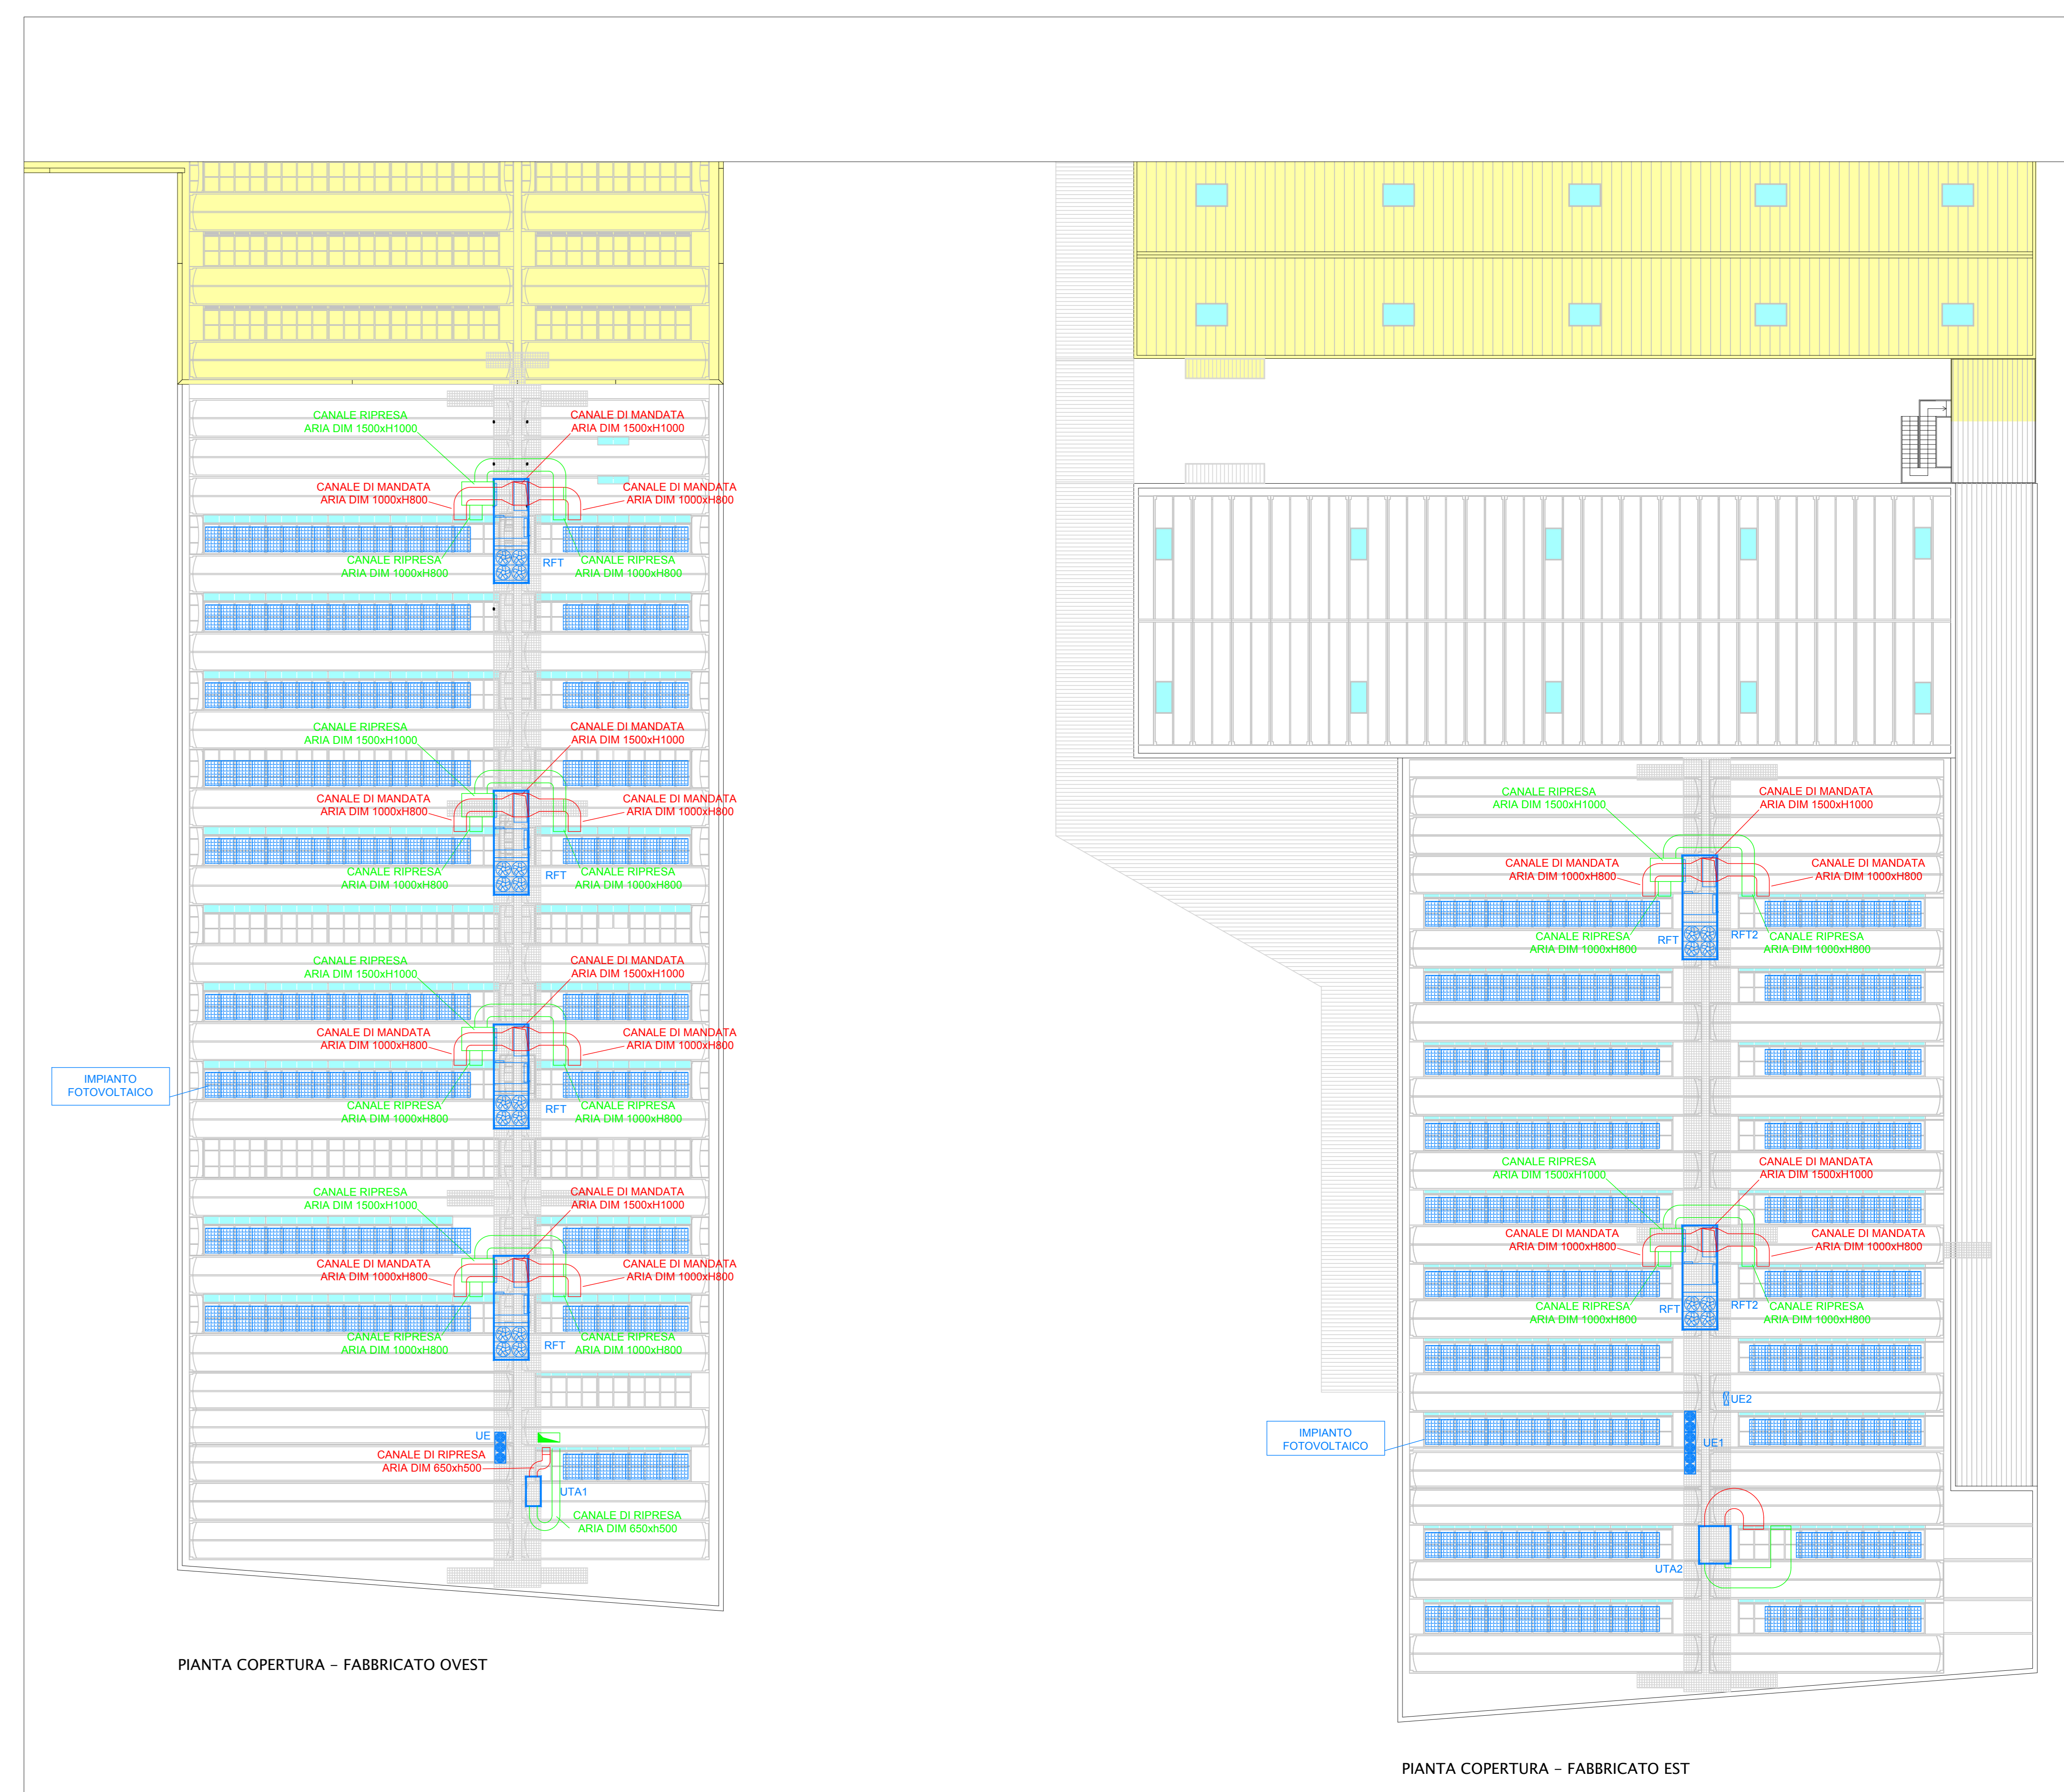 CANALE RIPRESA
ARIA DIM 1500xH1000
CANALE DI MANDATA
ARIA DIM 1500xH1000
CANALE DI MANDATA
ARIA DIM 1000xH800
CANALE DI MANDATA
ARIA DIM 1000xH800
CANALE RIPRESA
ARIA DIM 1000xH800
RFT
CANALE RIPRESA
ARIA DIM 1000xH800
CANALE RIPRESA
ARIA DIM 1500xH1000
CANALE DI MANDATA
ARIA DIM 1500xH1000
CANALE DI MANDATA
ARIA DIM 1000xH800
CANALE DI MANDATA
ARIA DIM 1000xH800
CANALE RIPRESA
ARIA DIM 1000xH800
RFT
CANALE RIPRESA
ARIA DIM 1000xH800
CANALE RIPRESA
ARIA DIM 1500xH1000
CANALE DI MANDATA
ARIA DIM 1500xH1000
CANALE DI MANDATA
ARIA DIM 1000xH800
CANALE DI MANDATA
ARIA DIM 1000xH800
IMPIANTO
FOTOVOLTAICO
CANALE RIPRESA
ARIA DIM 1000xH800
RFT
CANALE RIPRESA
ARIA DIM 1000xH800
CANALE RIPRESA
ARIA DIM 1500xH1000
CANALE DI MANDATA
ARIA DIM 1500xH1000
CANALE DI MANDATA
ARIA DIM 1000xH800
CANALE DI MANDATA
ARIA DIM 1000xH800
CANALE RIPRESA
ARIA DIM 1000xH800
RFT
CANALE RIPRESA
ARIA DIM 1000xH800
UE
CANALE DI RIPRESA
ARIA DIM 650xh500
UTA1
CANALE DI RIPRESA
ARIA DIM 650xh500
PIANTA COPERTURA – FABBRICATO OVEST
CANALE RIPRESA
ARIA DIM 1500xH1000
CANALE DI MANDATA
ARIA DIM 1500xH1000
CANALE DI MANDATA
ARIA DIM 1000xH800
CANALE DI MANDATA
ARIA DIM 1000xH800
CANALE RIPRESA
ARIA DIM 1000xH800
RFT
RFT2
CANALE RIPRESA
ARIA DIM 1000xH800
CANALE RIPRESA
ARIA DIM 1500xH1000
CANALE DI MANDATA
ARIA DIM 1500xH1000
CANALE DI MANDATA
ARIA DIM 1000xH800
CANALE DI MANDATA
ARIA DIM 1000xH800
CANALE RIPRESA
ARIA DIM 1000xH800
RFT
RFT2
CANALE RIPRESA
ARIA DIM 1000xH800
UE2
IMPIANTO
FOTOVOLTAICO
UE1
UTA2
PIANTA COPERTURA – FABBRICATO EST